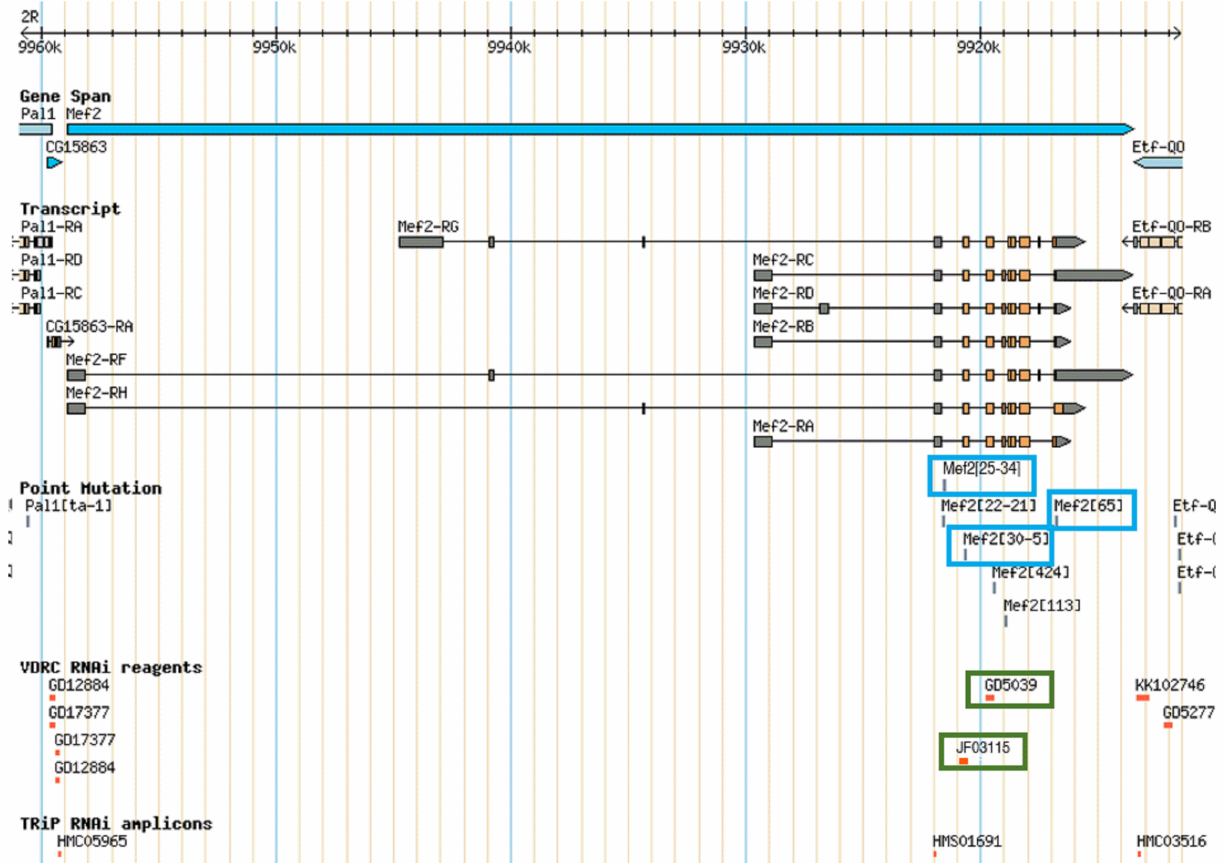 2R
9960k 9950k 9940k 9930k 9920k
Gene Span
Pal1 Mef2
CG15863 Etf-QO
Transcript
Pal1-RA Mef2-RG Etf-QO-RB
Pal1-RD Mef2-RC
Pal1-RC Mef2-RD Etf-QO-RA
CG15863-RA Mef2-RB
Mef2-RF
Mef2-RH
Mef2-RA
Mef2[25-34]
Point Mutation
Pal1[ta-1] Mef2[22-21] Mef2[65] Etf-Q
Mef2[30-5] Etf-
Mef2[424] Etf-
Mef2[113]
VDRC RNAi reagents
GD12884 GD5039 KK102746
GD17377 GD5277
GD17377 JF03115
GD12884
TRiP RNAi amplicons
HMC05965 HMS01691 HMC03516